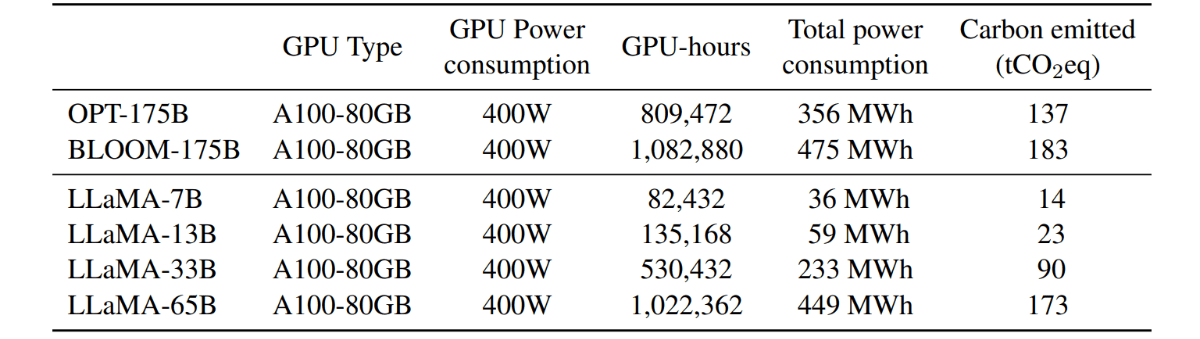 GPU Type GPU Power consumption GPU-hours Total power consumption Carbon emitted (tCO₂eq)
OPT-175B A100-80GB 400W 809,472 356 MWh 137
BLOOM-175B A100-80GB 400W 1,082,880 475 MWh 183
LLaMA-7B A100-80GB 400W 82,432 36 MWh 14
LLaMA-13B A100-80GB 400W 135,168 59 MWh 23
LLaMA-33B A100-80GB 400W 530,432 233 MWh 90
LLaMA-65B A100-80GB 400W 1,022,362 449 MWh 173